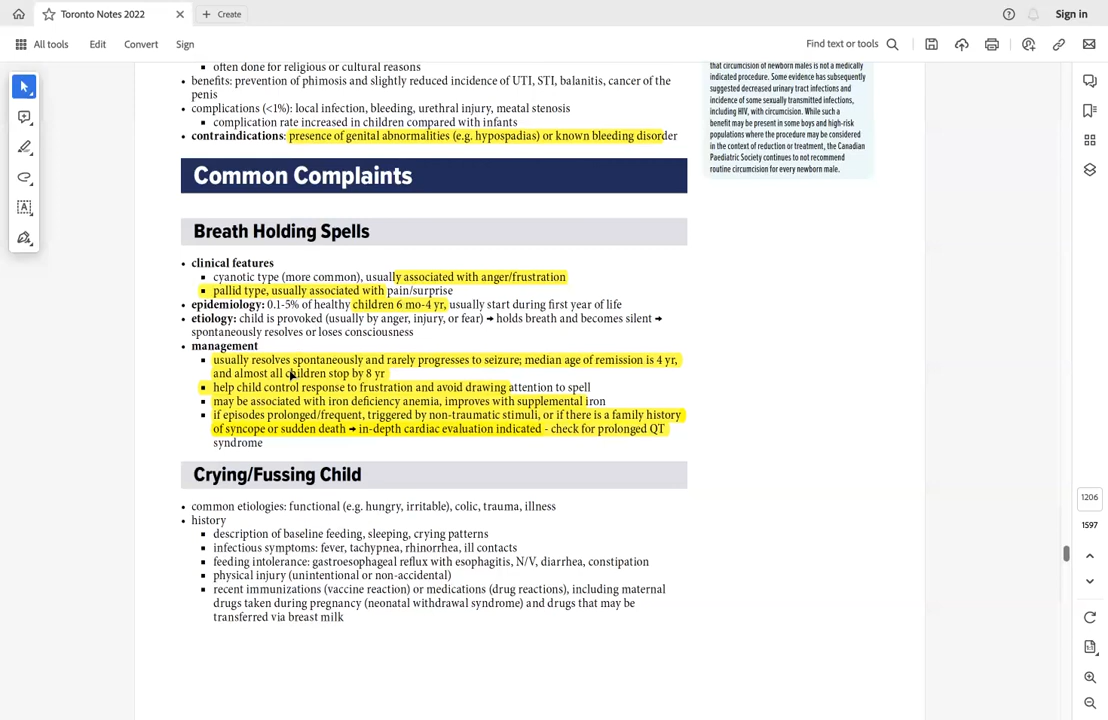 Toronto Notes 2022
Create
Sign in
All tools
Edit
Convert
Sign
Find text or tools
often done for religious or cultural reasons
• benefits: prevention of phimosis and slightly reduced incidence of UTI, STI, balanitis, cancer of the
penis
• complications (<1%): local infection, bleeding, urethral injury, meatal stenosis
▪ complication rate increased in children compared with infants
• contraindications: presence of genital abnormalities (e.g. hypospadias) or known bleeding disorder
that circumcision of newborn males is not a medically
indicated procedure. Some evidence has subsequently
suggested decreased urinary tract infections and
incidence of some sexually transmitted infections,
including HIV, with circumcision. While such a
benefit may be present in some boys and high-risk
populations where the procedure may be considered
in the context of reduction or treatment, the Canadian
Paediatric Society continues to not recommend
routine circumcision for every newborn male.
Common Complaints
Breath Holding Spells
• clinical features
▪ cyanotic type (more common), usually associated with anger/frustration
▪ pallid type, usually associated with pain/surprise
• epidemiology: 0.1-5% of healthy children 6 mo-4 yr, usually start during first year of life
• etiology: child is provoked (usually by anger, injury, or fear) → holds breath and becomes silent →
spontaneously resolves or loses consciousness
• management
▪ usually resolves spontaneously and rarely progresses to seizure; median age of remission is 4 yr,
and almost all children stop by 8 yr
▪ help child control response to frustration and avoid drawing attention to spell
▪ may be associated with iron deficiency anemia, improves with supplemental iron
▪ if episodes prolonged/frequent, triggered by non-traumatic stimuli, or if there is a family history
of syncope or sudden death → in-depth cardiac evaluation indicated - check for prolonged QT
syndrome
Crying/Fussing Child
• common etiologies: functional (e.g. hungry, irritable), colic, trauma, illness
• history
▪ description of baseline feeding, sleeping, crying patterns
▪ infectious symptoms: fever, tachypnea, rhinorrhea, ill contacts
▪ feeding intolerance: gastroesophageal reflux with esophagitis, N/V, diarrhea, constipation
▪ physical injury (unintentional or non-accidental)
▪ recent immunizations (vaccine reaction) or medications (drug reactions), including maternal
drugs taken during pregnancy (neonatal withdrawal syndrome) and drugs that may be
transferred via breast milk
1206
1597